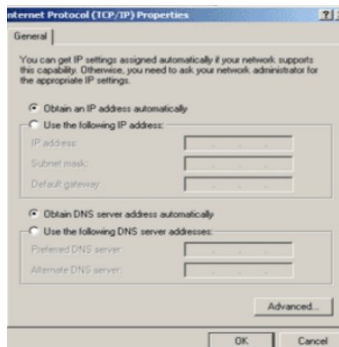 nternet Protocol (TCP/IP) Properties
General
You can get IP settings assigned automatically if your network supports
this capability. Otherwise, you need to ask your network administrator for
the appropriate IP settings.
Obtain an IP address automatically
Use the following IP address:
IP address:
Subnet mask:
Default gateway:
Obtain DNS server address automatically
Use the following DNS server addresses:
Preferred DNS server:
Alternate DNS server:
Advanced...
OK Cancel